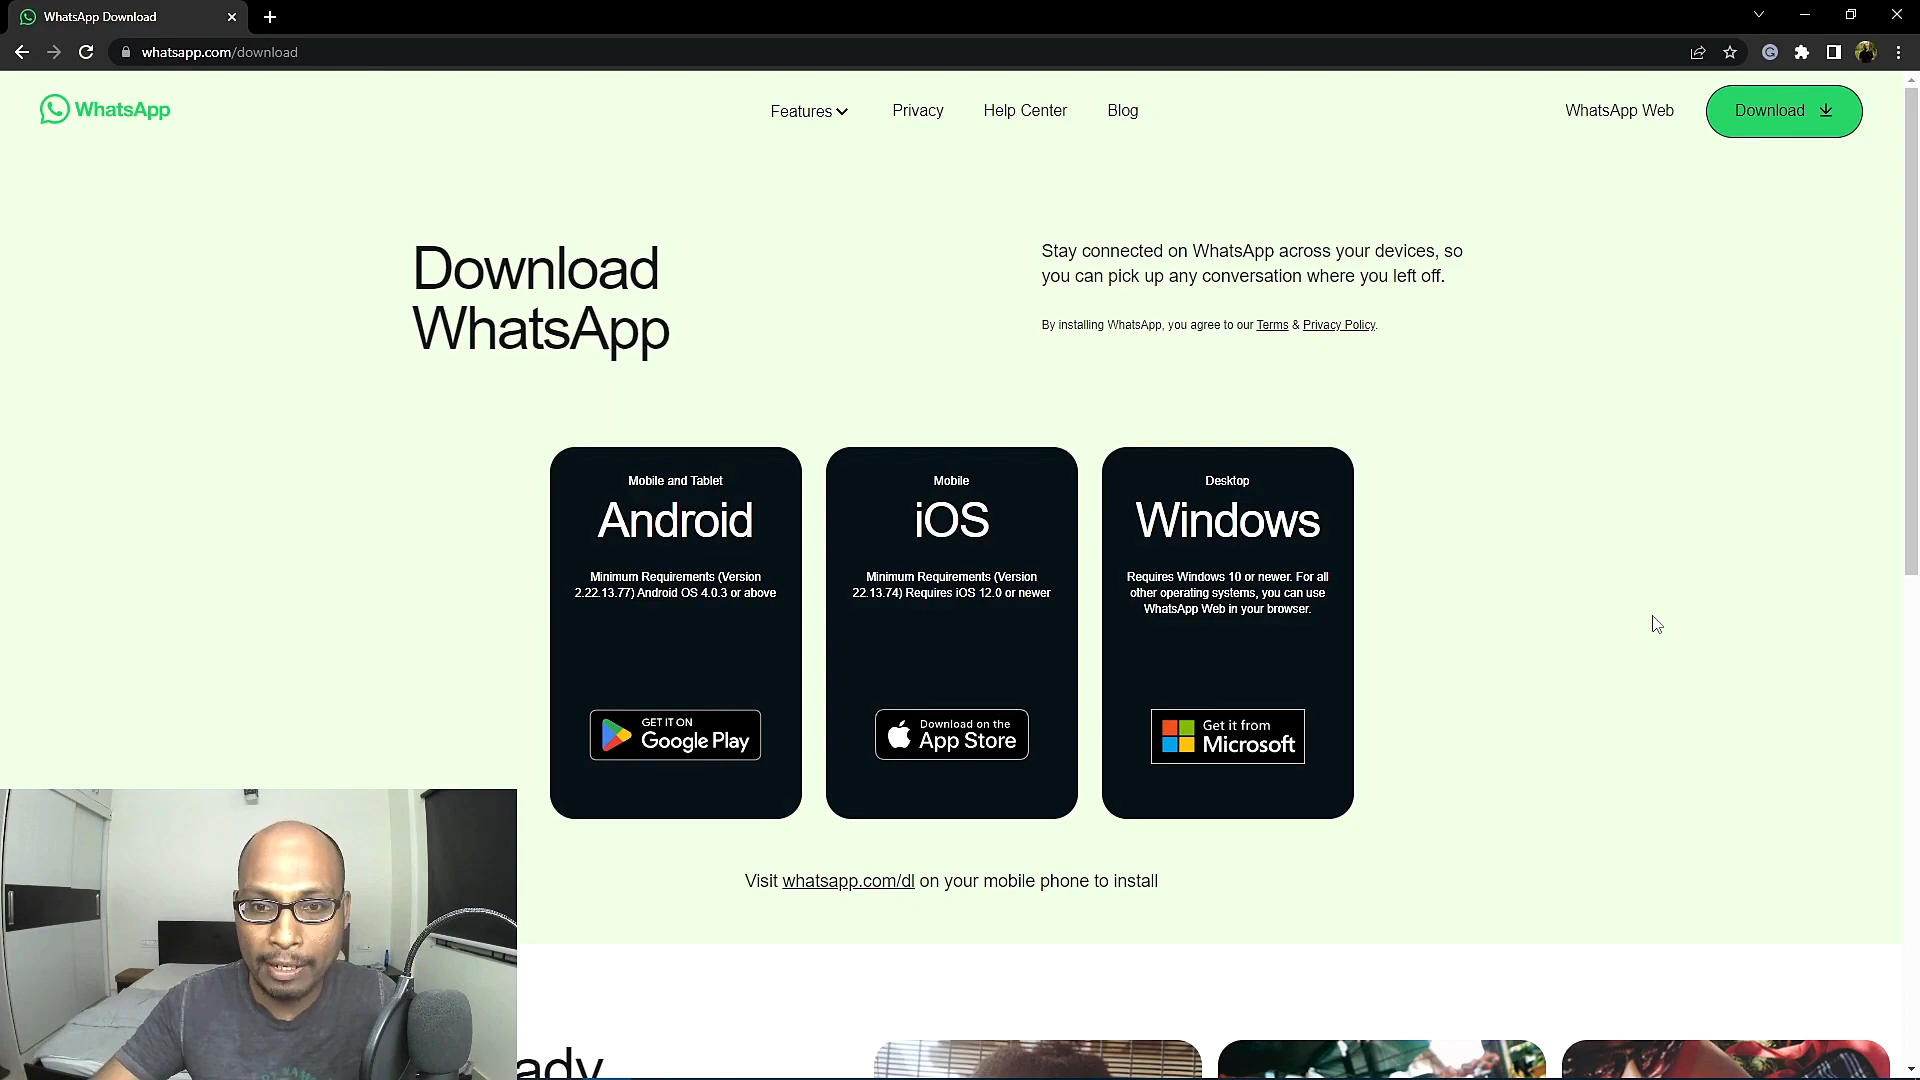 WhatsApp Download
whatsapp.com/download
WhatsApp
Features
Privacy
Help Center
Blog
WhatsApp Web
Download
Download
WhatsApp
Stay connected on WhatsApp across your devices, so
you can pick up any conversation where you left off.
By installing WhatsApp, you agree to our Terms & Privacy Policy.
Mobile and Tablet
Android
Minimum Requirements (Version
2.22.13.77) Android OS 4.0.3 or above
GET IT ON
Google Play
Mobile
iOS
Minimum Requirements (Version
22.13.74) Requires iOS 12.0 or newer
Download on the
App Store
Desktop
Windows
Requires Windows 10 or newer. For all
other operating systems, you can use
WhatsApp Web in your browser.
Get it from
Microsoft
Visit whatsapp.com/dl on your mobile phone to install